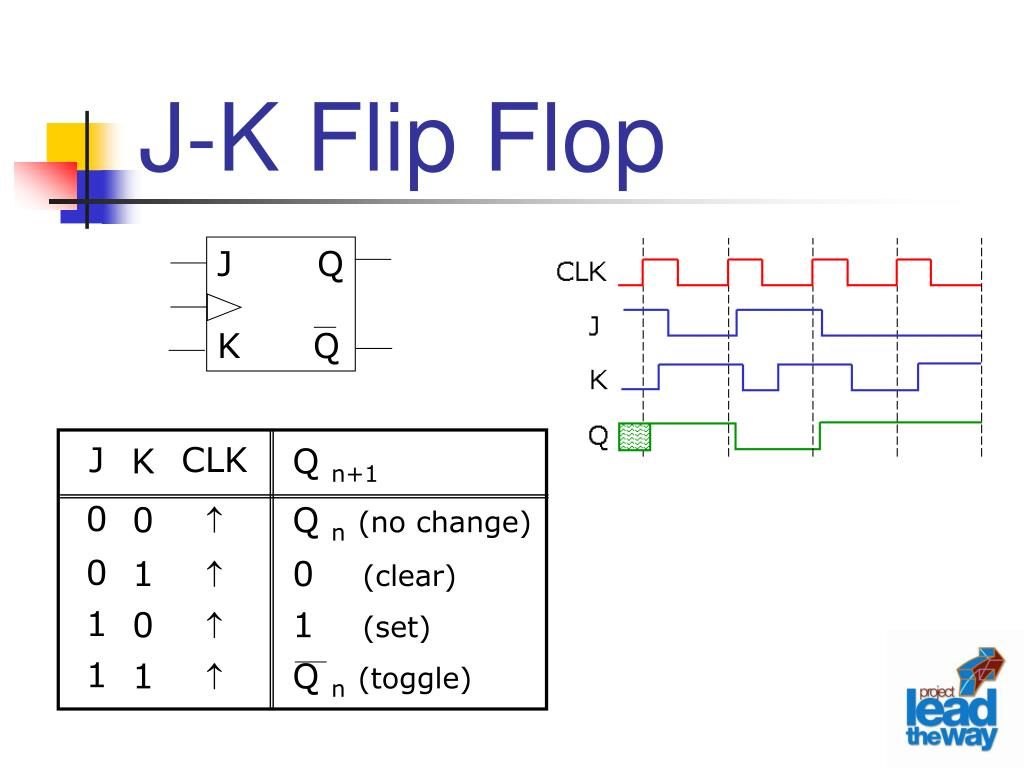 J-K Flip Flop
J Q
K Q̅
CLK
J
K
Q
J K CLK Q n+1
0 0 ↑ Q n (no change)
0 1 ↑ 0 (clear)
1 0 ↑ 1 (set)
1 1 ↑ Q̅ n (toggle)
project
lead
the way